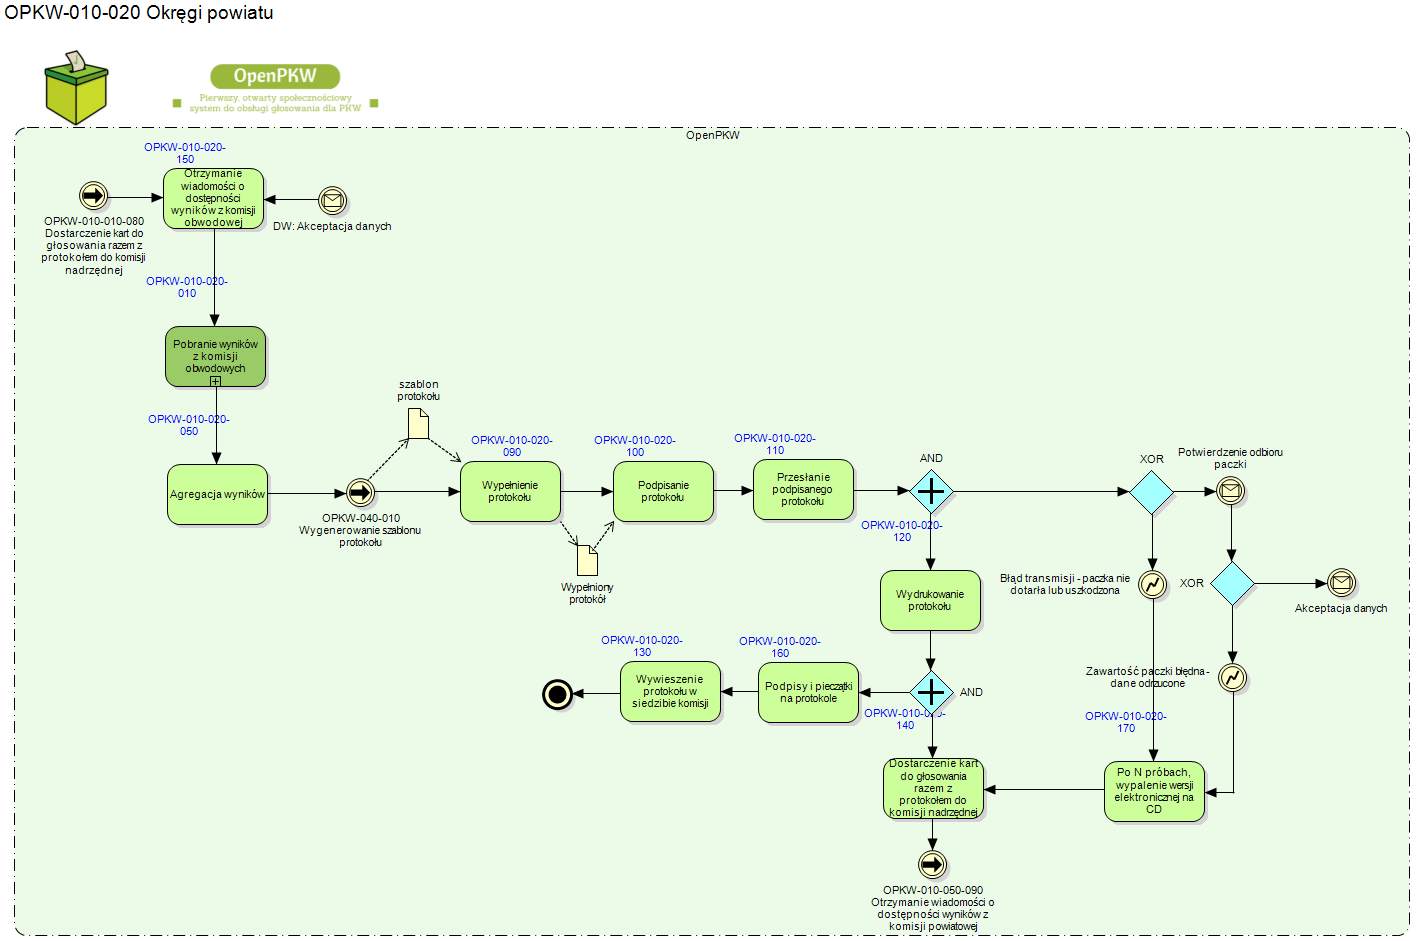 OPKW-010-020 Okręgi powiatu
OpenPKW
Pierwszy, otwarty społecznościowy
system do obsługi głosowania dla PKW
OpenPKW
OPKW-010-020-
150
Otrzymanie
wiadomości o
dostępności
wyników z komisji
obwodowej
OPKW-010-010-080
Dostarczenie kart do
głosowania razem z
protokołem do komisji
nadrzędnej
DW: Akceptacja danych
OPKW-010-020-
010
Pobranie wyników
z komisji
obwodowych
OPKW-010-020-
050
Agregacja wyników
szablon
protokołu
OPKW-040-010
Wygenerowanie szablonu
protokołu
OPKW-010-020-
090
Wypełnienie
protokołu
Wypełniony
protokół
OPKW-010-020-
100
Podpisanie
protokołu
OPKW-010-020-
110
Przesłanie
podpisanego
protokołu
AND
OPKW-010-020-
120
Wydrukowanie
protokołu
XOR
Potwierdzenie odbioru
paczki
Błąd transmisji - paczka nie
dotarła lub uszkodzona
XOR
Akceptacja danych
Zawartość paczki błędna-
dane odrzucone
OPKW-010-020-
130
Wywieszenie
protokołu w
siedzibie komisji
OPKW-010-020-
160
Podpisy i pieczątki
na protokole
AND
OPKW-010-020-
140
Dostarczenie kart
do głosowania
razem z
protokołem do
komisji nadrzędnej
OPKW-010-020-
170
Po N próbach,
wypalenie wersji
elektronicznej na
CD
OPKW-010-050-090
Otrzymanie wiadomości o
dostępności wyników z
komisji powiatowej